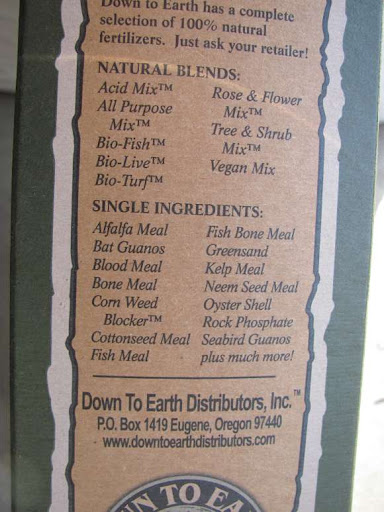 Down to Earth has a complete
selection of 100% natural
fertilizers. Just ask your retailer!
NATURAL BLENDS:
Acid Mix™
All Purpose
Mix™
Bio-Fish™
Bio-Live™
Bio-Turf™
Rose & Flower
Mix™
Tree & Shrub
Mix™
Vegan Mix
SINGLE INGREDIENTS:
Alfalfa Meal
Bat Guanos
Blood Meal
Bone Meal
Corn Weed
Blocker™
Cottonseed Meal
Fish Meal
Fish Bone Meal
Greensand
Kelp Meal
Neem Seed Meal
Oyster Shell
Rock Phosphate
Seabird Guanos
plus much more!
Down To Earth Distributors, Inc.™
P.O. Box 1419 Eugene, Oregon 97440
www.downtoearthdistributors.com
WN TO EA